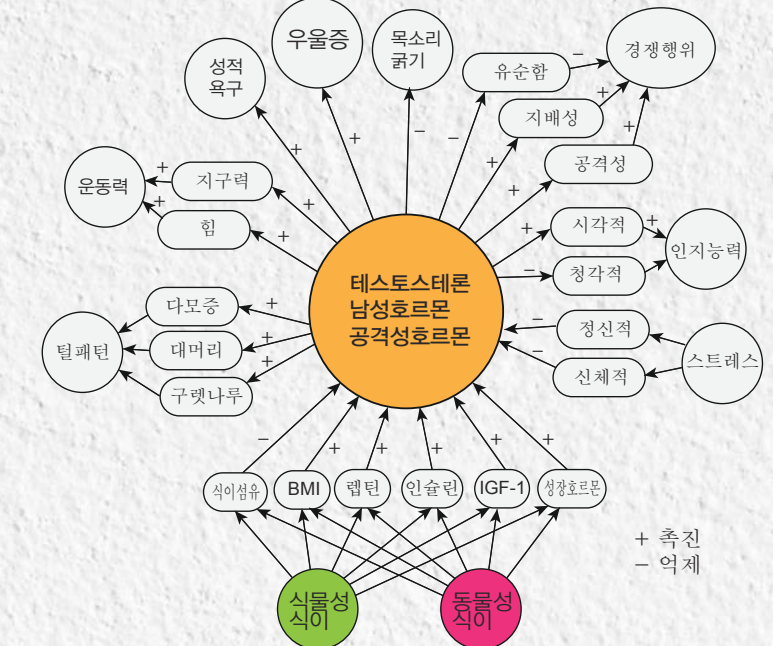 우울증
목소리
굵기
성적
욕구
유순함
−
경쟁행위
지배성
+
공격성
+
+
+
−
−
+
+
운동력
+
지구력
+
+
힘
+
시각적
+
+
인지능력
청각적
−
테스토스테론
남성호르몬
공격성호르몬
다모증
+
털패턴
대머리
+
구렛나루
+
정신적
−
스트레스
신체적
−
−
+
+
+
+
+
식이섬유
BMI
렙틴
인슐린
IGF-1
성장호르몬
+ 촉진
− 억제
식물성
식이
동물성
식이